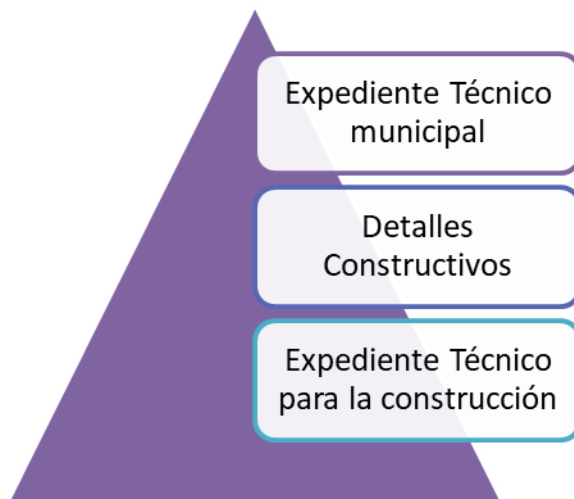 Expediente Técnico
municipal
Detalles
Constructivos
Expediente Técnico
para la construcción